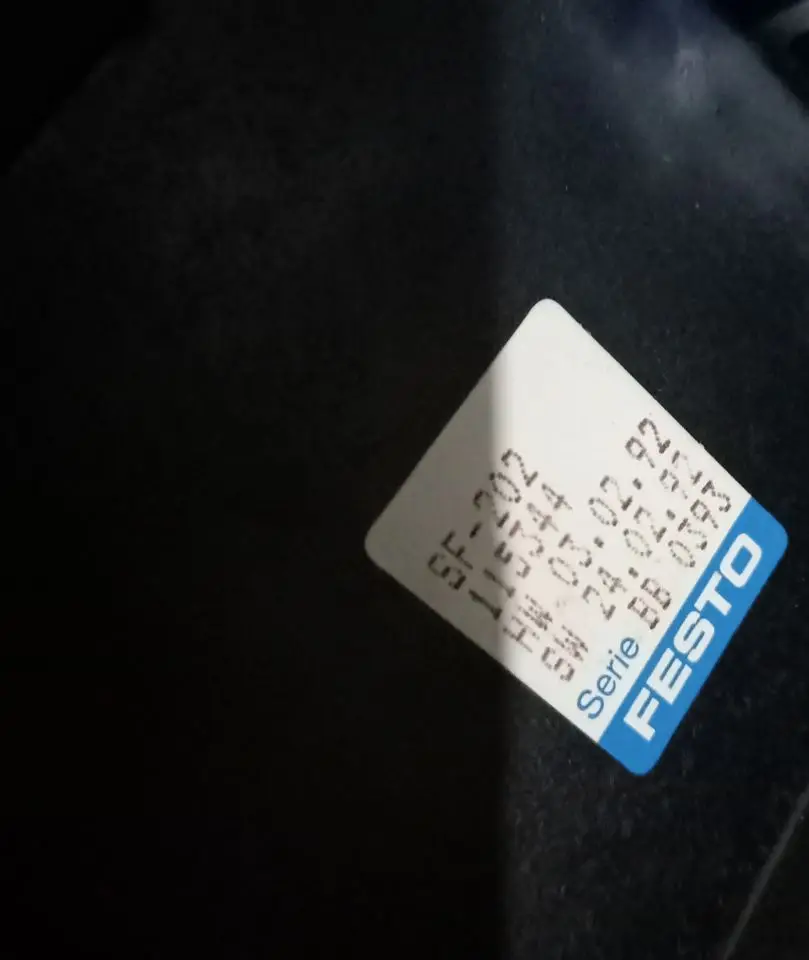 SF-202
115344
HW 03.02.92
SW 24.02.92
Serie BB 0393
FESTO